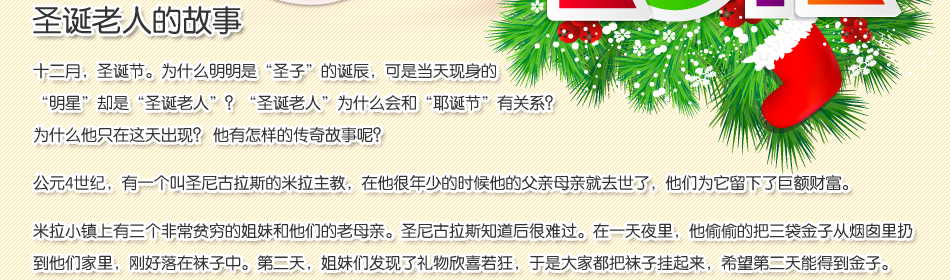 圣诞老人的故事
十二月，圣诞节。为什么明明是“圣子”的诞辰，可是当天现身的
“明星”却是“圣诞老人”？“圣诞老人”为什么会和“耶诞节”有关系？
为什么他只在这天出现？他有怎样的传奇故事呢？
公元4世纪，有一个叫圣尼古拉斯的米拉主教，在他很年少的时候他的父亲母亲就去世了，他们为它留下了巨额财富。
米拉小镇上有三个非常贫穷的姐妹和他们的老母亲。圣尼古拉斯知道后很难过。在一天夜里，他偷偷的把三袋金子从烟囱里扔
到他们家里，刚好落在袜子中。第二天，姐妹们发现了礼物欣喜若狂，于是大家都把袜子挂起来，希望第二天能得到金子。